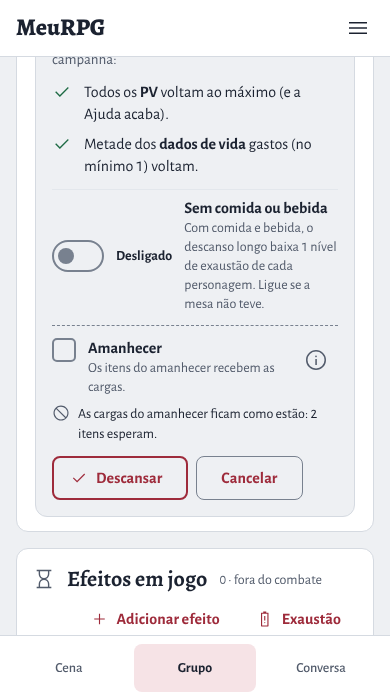 MeuRPG
campanha:
Todos os PV voltam ao máximo (e a
Ajuda acaba).
Metade dos dados de vida gastos (no
mínimo 1) voltam.
Desligado
Sem comida ou bebida
Com comida e bebida, o
descanso longo baixa 1 nível
de exaustão de cada
personagem. Ligue se a
mesa não teve.
Amanhecer
Os itens do amanhecer recebem as
cargas.
As cargas do amanhecer ficam como estão: 2
itens esperam.
Descansar
Cancelar
Efeitos em jogo
0 · fora do combate
Adicionar efeito
Exaustão
Cena
Grupo
Conversa